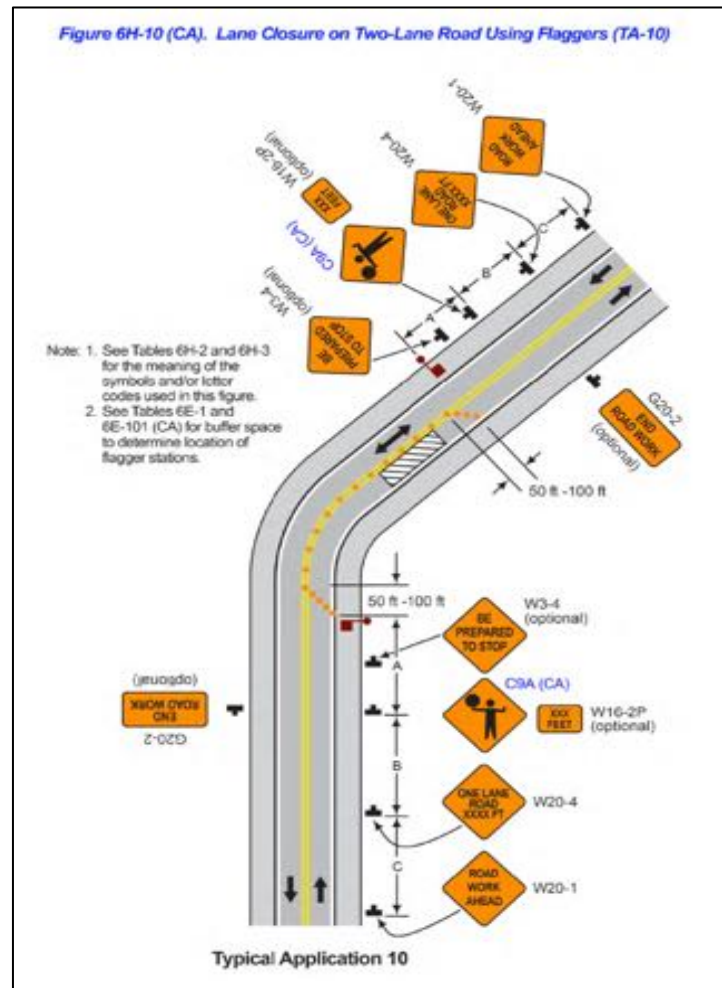 Figure 6H-10 (CA). Lane Closure on Two-Lane Road Using Flaggers (TA-10)
W20-1
ROAD
WORK
AHEAD
W20-4
ONE LANE
ROAD
XXXX FT
W16-2P
(optional)
XXX
FEET
C9A (CA)
W3-4
(optional)
BE
PREPARED
TO STOP
C
B
A
Note: 1. See Tables 6H-2 and 6H-3
for the meaning of the
symbols and/or letter
codes used in this figure.
2. See Tables 6E-1 and
6E-101 (CA) for buffer space
to determine location of
flagger stations.
G20-2
END
ROAD WORK
(optional)
50 ft -100 ft
50 ft -100 ft
W3-4
(optional)
BE
PREPARED
TO STOP
A
C9A (CA)
XXX
FEET
W16-2P
(optional)
(optional)
END
ROAD WORK
G20-2
B
ONE LANE
ROAD
XXXX FT
W20-4
C
ROAD
WORK
AHEAD
W20-1
Typical Application 10